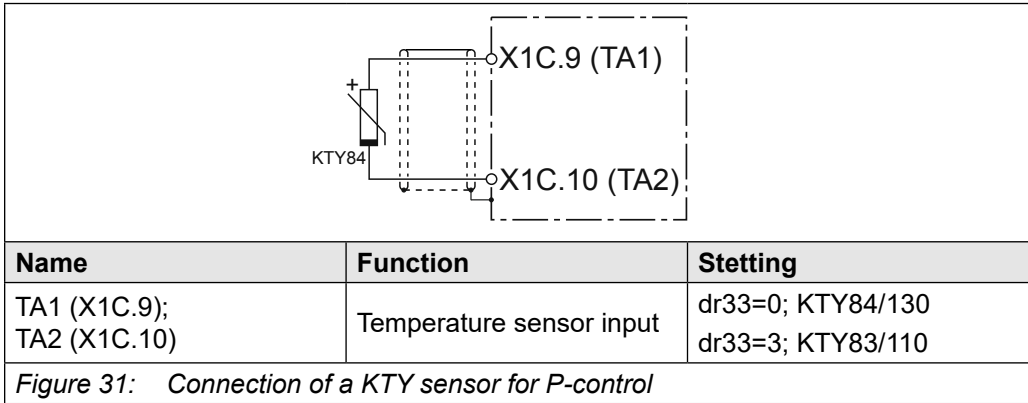 X1C.9 (TA1)
+
KTY84
X1C.10 (TA2)
Name Function Stetting
TA1 (X1C.9);
TA2 (X1C.10)
Temperature sensor input
dr33=0; KTY84/130
dr33=3; KTY83/110
Figure 31: Connection of a KTY sensor for P-control